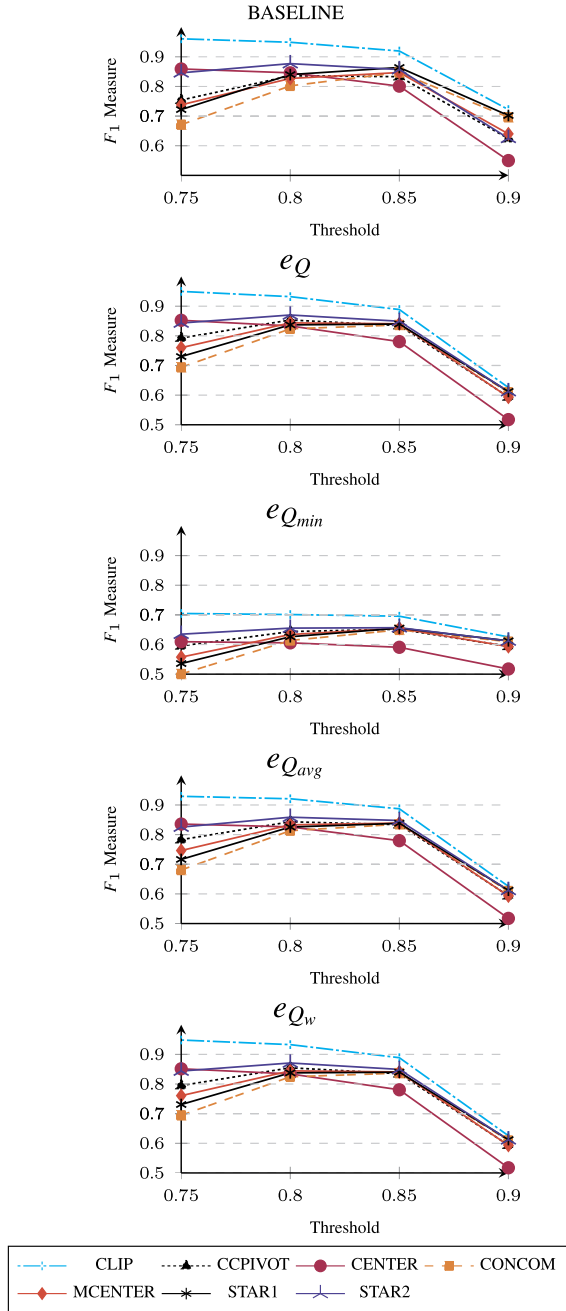 BASELINE
0.9
0.8
0.7
0.6
F1 Measure
0.75 0.8 0.85 0.9
Threshold
eQ
0.9
0.8
0.7
0.6
0.5
F1 Measure
0.75 0.8 0.85 0.9
Threshold
eQmin
0.9
0.8
0.7
0.6
0.5
F1 Measure
0.75 0.8 0.85 0.9
Threshold
eQavg
0.9
0.8
0.7
0.6
0.5
F1 Measure
0.75 0.8 0.85 0.9
Threshold
eQw
0.9
0.8
0.7
0.6
0.5
F1 Measure
0.75 0.8 0.85 0.9
Threshold
CLIP CCPIVOT CENTER CONCOM
MCENTER STAR1 STAR2